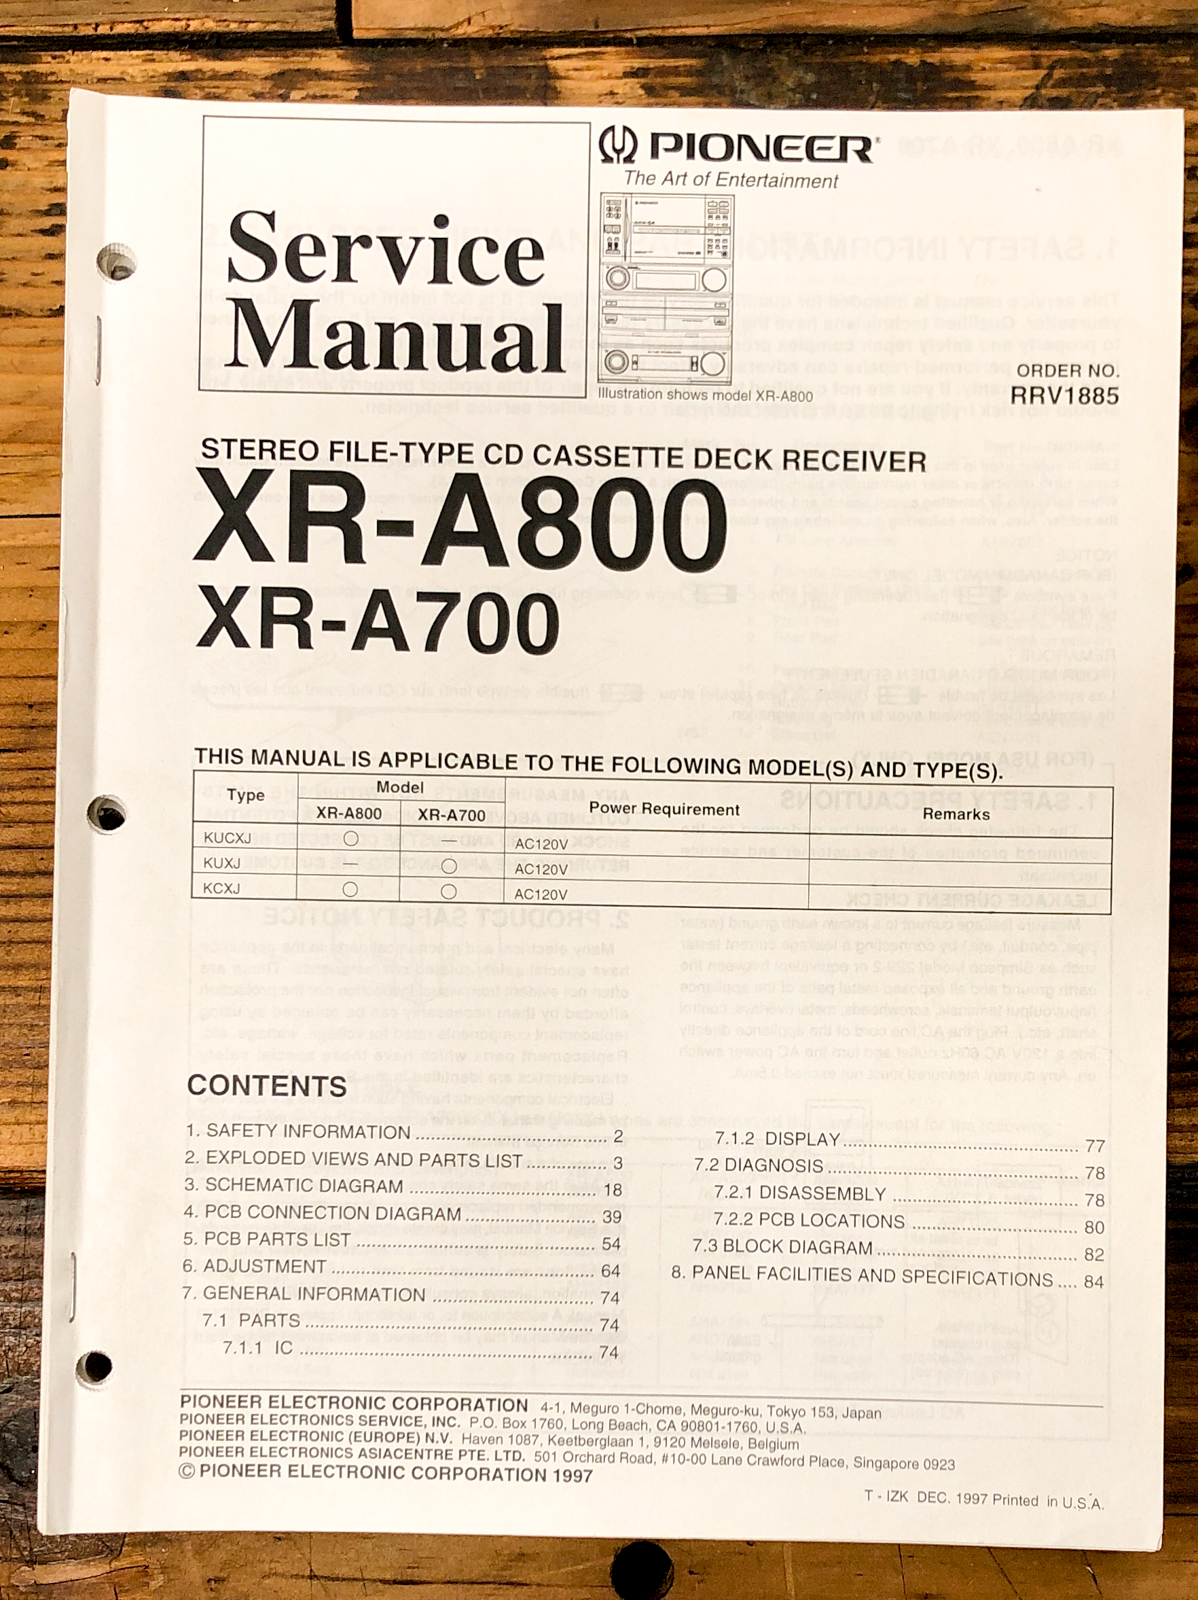 Service
Manual
PIONEER®
The Art of Entertainment
Illustration shows model XR-A800
ORDER NO.
RRV1885
STEREO FILE-TYPE CD CASSETTE DECK RECEIVER
XR-A800
XR-A700
THIS MANUAL IS APPLICABLE TO THE FOLLOWING MODEL(S) AND TYPE(S).
Type Model Power Requirement Remarks
XR-A800 XR-A700
KUCXJ ○ — AC120V
KUXJ — ○ AC120V
KCXJ ○ ○ AC120V
CONTENTS
1. SAFETY INFORMATION ................................ 2
2. EXPLODED VIEWS AND PARTS LIST ............ 3
3. SCHEMATIC DIAGRAM ................................ 18
4. PCB CONNECTION DIAGRAM ...................... 39
5. PCB PARTS LIST ........................................ 54
6. ADJUSTMENT ............................................ 64
7. GENERAL INFORMATION ........................... 74
7.1 PARTS ................................................ 74
7.1.1 IC ..................................................... 74
7.1.2 DISPLAY ........................................ 77
7.2 DIAGNOSIS .......................................... 78
7.2.1 DISASSEMBLY ............................... 78
7.2.2 PCB LOCATIONS ............................ 80
7.3 BLOCK DIAGRAM .................................. 82
8. PANEL FACILITIES AND SPECIFICATIONS .... 84
PIONEER ELECTRONIC CORPORATION 4-1, Meguro 1-Chome, Meguro-ku, Tokyo 153, Japan
PIONEER ELECTRONICS SERVICE, INC. P.O. Box 1760, Long Beach, CA 90801-1760, U.S.A.
PIONEER ELECTRONIC (EUROPE) N.V. Haven 1087, Keetberglaan 1, 9120 Melsele, Belgium
PIONEER ELECTRONICS ASIACENTRE PTE. LTD. 501 Orchard Road, #10-00 Lane Crawford Place, Singapore 0923
© PIONEER ELECTRONIC CORPORATION 1997
T - IZK DEC. 1997 Printed in U.S.A.